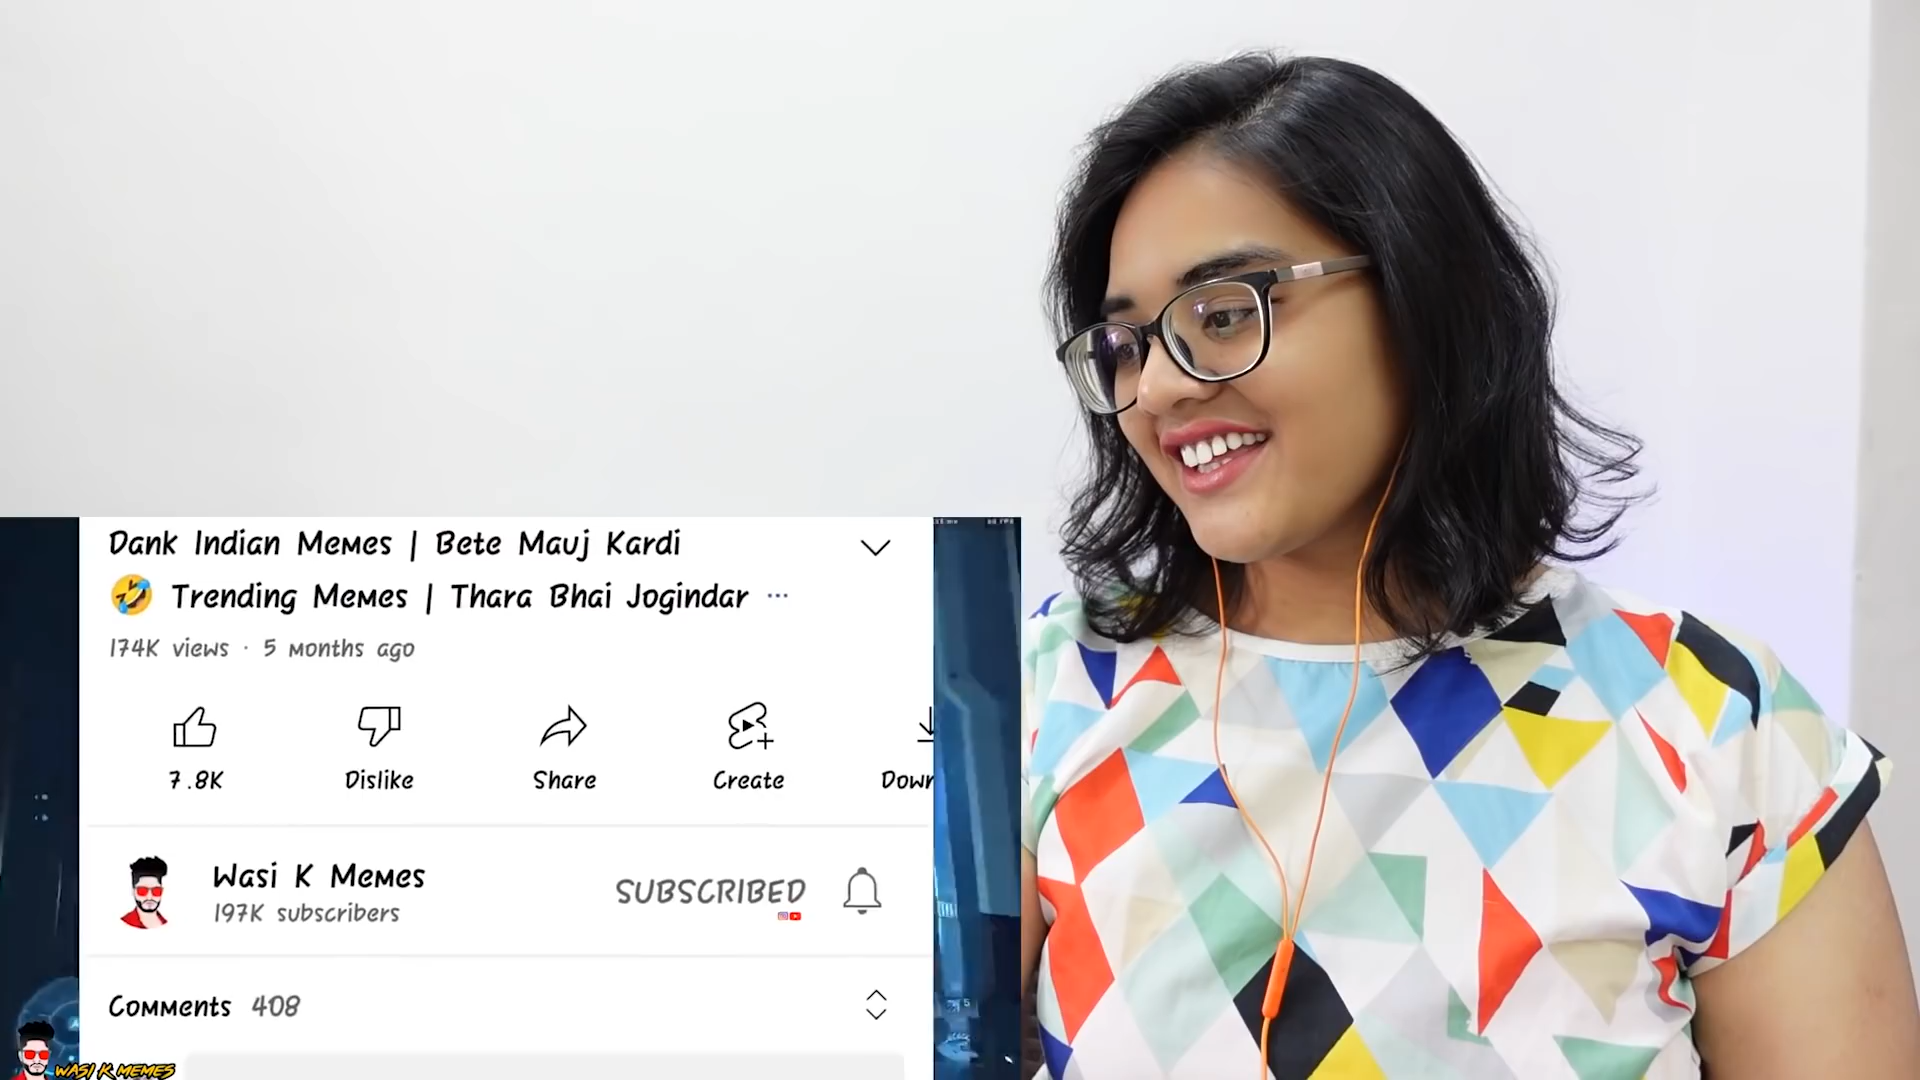 Dank Indian Memes | Bete Mauj Kardi
🤣 Trending Memes | Thara Bhai Jogindar ...
174K views · 5 months ago
7.8K Dislike Share Create Down
Wasi K Memes
197K subscribers
SUBSCRIBED
Comments 408
WASI K MEMES